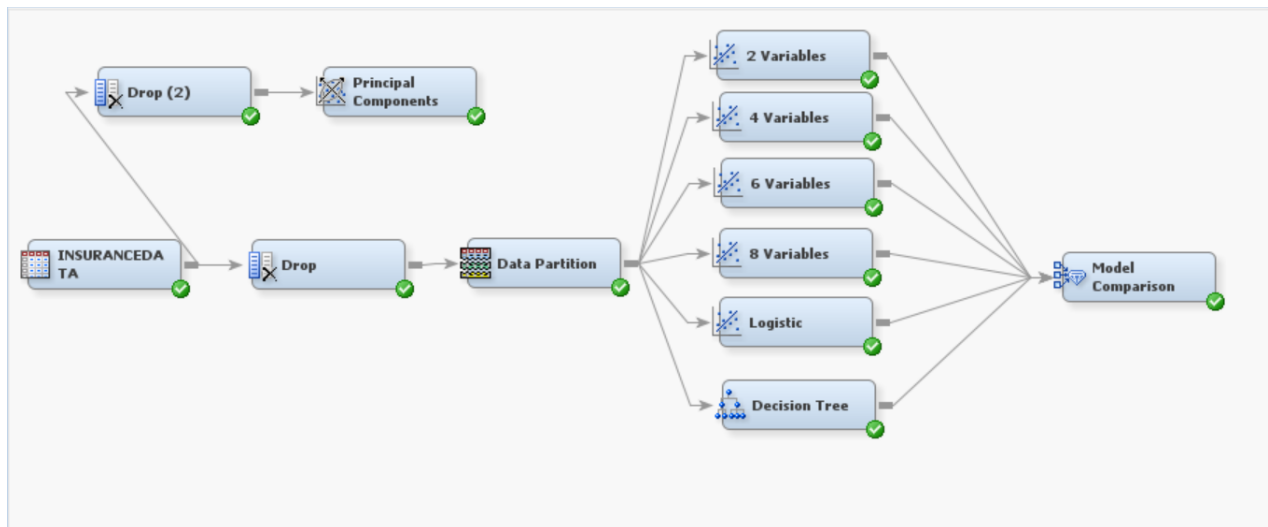 Drop (2)
Principal
Components
INSURANCEDA
TA
Drop
Data Partition
2 Variables
4 Variables
6 Variables
8 Variables
Logistic
Decision Tree
Model
Comparison